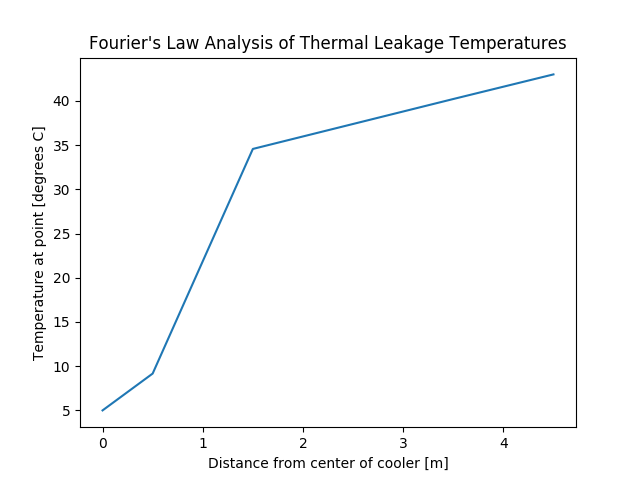 Fourier's Law Analysis of Thermal Leakage Temperatures
Temperature at point [degrees C]
40
35
30
25
20
15
10
5
0 1 2 3 4
Distance from center of cooler [m]